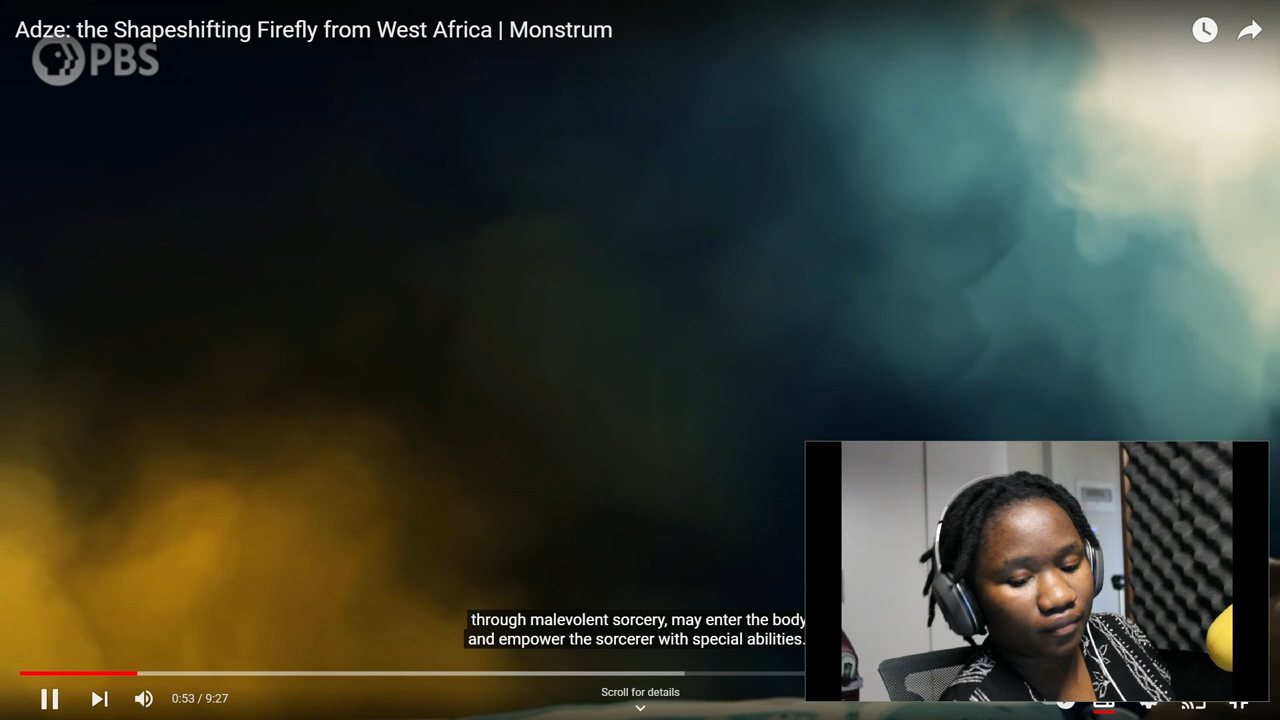 Adze: the Shapeshifting Firefly from West Africa | Monstrum
PBS
through malevolent sorcery, may enter the body
and empower the sorcerer with special abilities.
0:53 / 9:27
Scroll for details